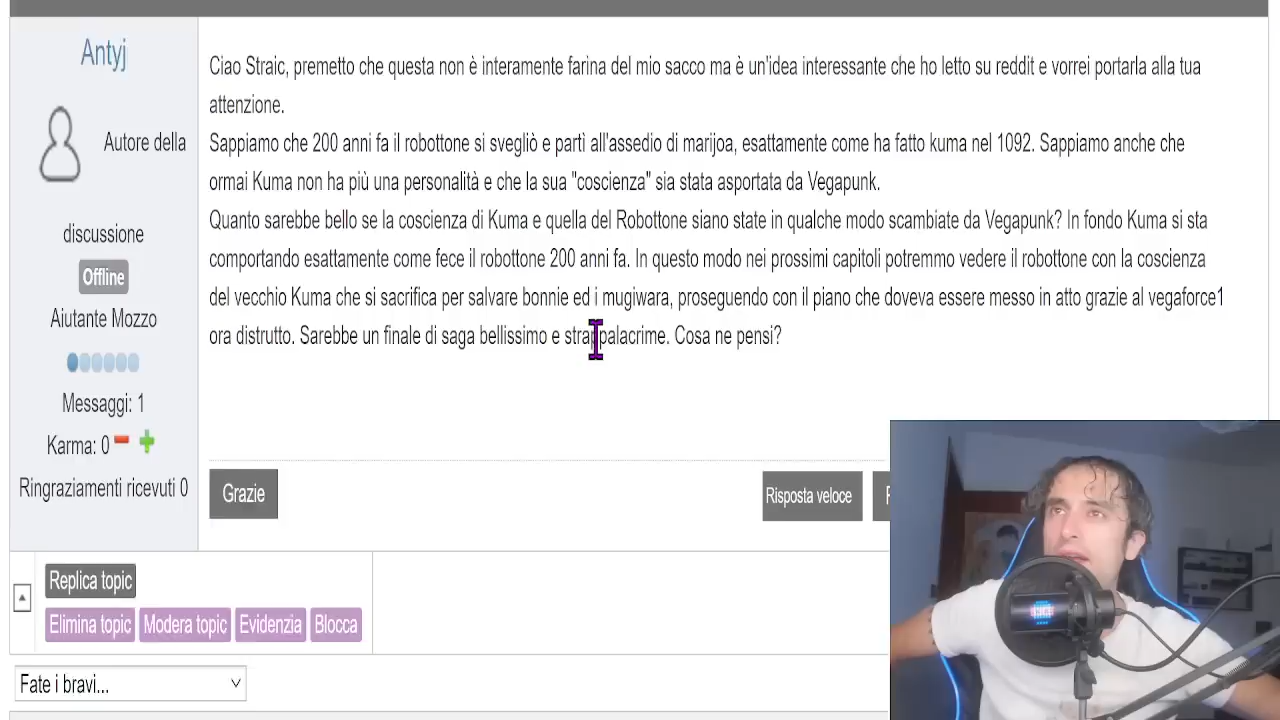 Antyj
Autore della
discussione
Offline
Aiutante Mozzo
Messaggi: 1
Karma: 0
Ringraziamenti ricevuti 0
Ciao Straic, premetto che questa non è interamente farina del mio sacco ma è un'idea interessante che ho letto su reddit e vorrei portarla alla tua
attenzione.
Sappiamo che 200 anni fa il robottone si svegliò e partì all'assedio di marijoa, esattamente come ha fatto kuma nel 1092. Sappiamo anche che
ormai Kuma non ha più una personalità e che la sua "coscienza" sia stata asportata da Vegapunk.
Quanto sarebbe bello se la coscienza di Kuma e quella del Robottone siano state in qualche modo scambiate da Vegapunk? In fondo Kuma si sta
comportando esattamente come fece il robottone 200 anni fa. In questo modo nei prossimi capitoli potremmo vedere il robottone con la coscienza
del vecchio Kuma che si sacrifica per salvare bonnie ed i mugiwara, proseguendo con il piano che doveva essere messo in atto grazie al vegaforce1
ora distrutto. Sarebbe un finale di saga bellissimo e strappalacrime. Cosa ne pensi?
Grazie
Risposta veloce
Replica topic
Elimina topic Modera topic Evidenzia Blocca
Fate i bravi...